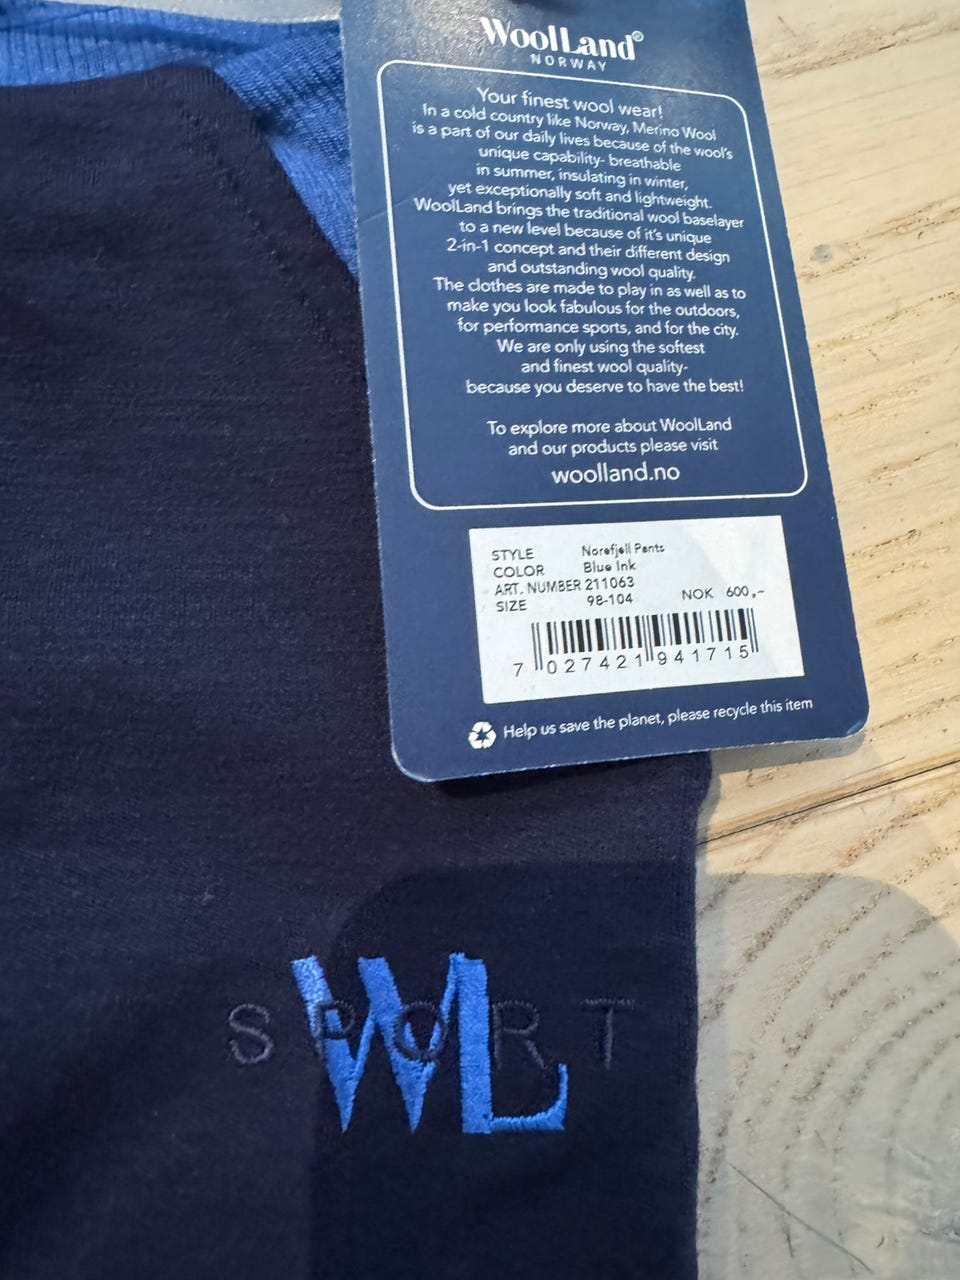 WoolLand®
NORWAY
Your finest wool wear!
In a cold country like Norway, Merino Wool
is a part of our daily lives because of the wool's
unique capability- breathable
in summer, insulating in winter,
yet exceptionally soft and lightweight.
WoolLand brings the traditional wool baselayer
to a new level because of it's unique
2-in-1 concept and their different design
and outstanding wool quality.
The clothes are made to play in as well as to
make you look fabulous for the outdoors,
for performance sports, and for the city.
We are only using the softest
and finest wool quality-
because you deserve to have the best!
To explore more about WoolLand
and our products please visit
woolland.no
STYLE Norefjell Pants
COLOR Blue Ink
ART. NUMBER 211063
SIZE 98-104 NOK 600,-
7 027421 941715
Help us save the planet, please recycle this item
WL
SPORT